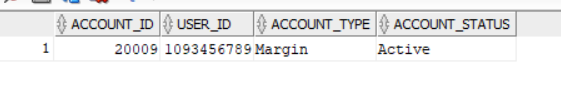 ACCOUNT_ID USER_ID ACCOUNT_TYPE ACCOUNT_STATUS
1 20009 1093456789 Margin Active